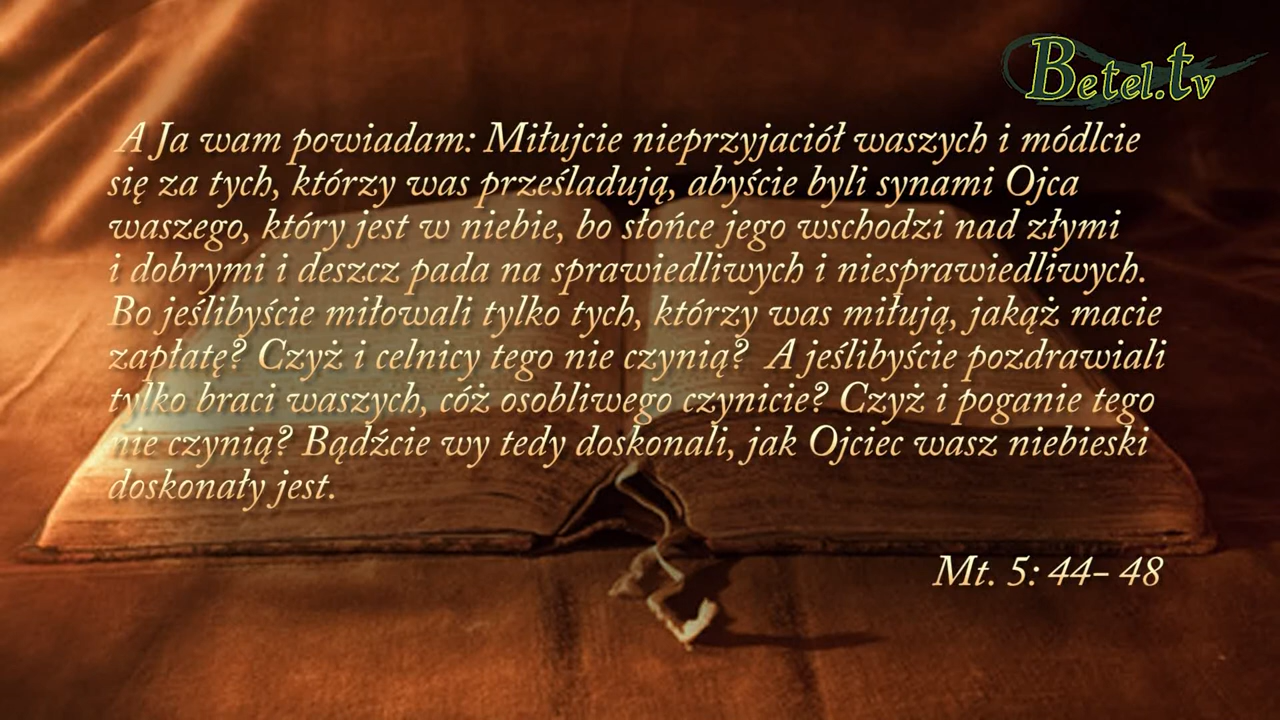 Betel.tv
A Ja wam powiadam: Miłujcie nieprzyjaciół waszych i módlcie
się za tych, którzy was prześladują, abyście byli synami Ojca
waszego, który jest w niebie, bo słońce jego wschodzi nad złymi
i dobrymi i deszcz pada na sprawiedliwych i niesprawiedliwych.
Bo jeślibyście miłowali tylko tych, którzy was miłują, jakąż macie
zapłatę? Czyż i celnicy tego nie czynią? A jeślibyście pozdrawiali
tylko braci waszych, cóż osobliwego czynicie? Czyż i poganie tego
nie czynią? Bądźcie wy tedy doskonali, jak Ojciec wasz niebieski
doskonały jest.
Mt. 5: 44- 48